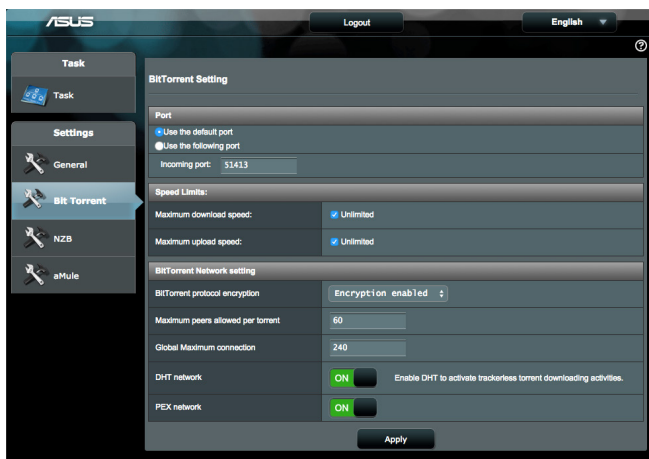 ASUS
Logout
English
Task
Task
Settings
General
Bit Torrent
NZB
aMule
BitTorrent Setting
Port
Use the default port
Use the following port
Incoming port: 51413
Speed Limits:
Maximum download speed: Unlimited
Maximum upload speed: Unlimited
BitTorrent Network setting
BitTorrent protocol encryption Encryption enabled
Maximum peers allowed per torrent 60
Global Maximum connection 240
DHT network ON Enable DHT to activate trackerless torrent downloading activities.
PEX network ON
Apply